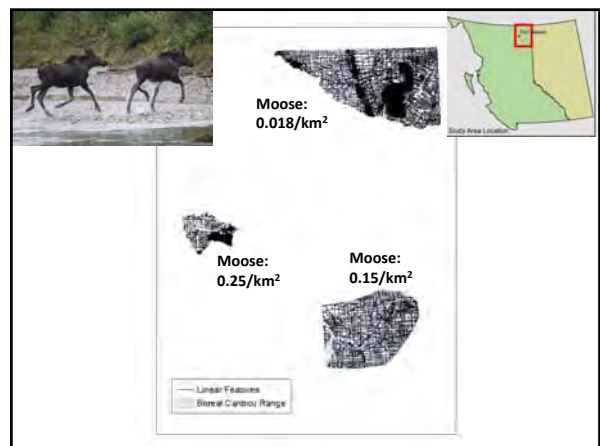 Moose:
0.018/km²
Study Area Location
Moose:
0.25/km²
Moose:
0.15/km²
Linear Features
Boreal Caribou Range